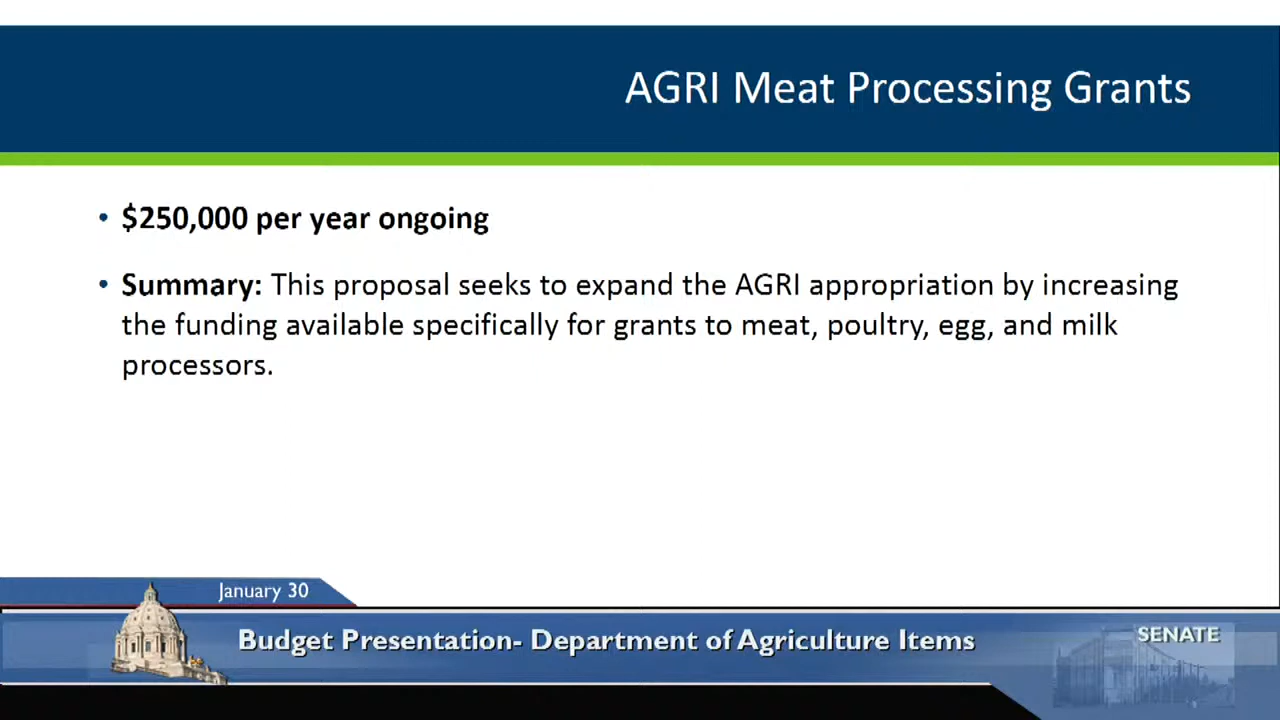 AGRI Meat Processing Grants
• $250,000 per year ongoing
• Summary: This proposal seeks to expand the AGRI appropriation by increasing
the funding available specifically for grants to meat, poultry, egg, and milk
processors.
January 30
Budget Presentation- Department of Agriculture Items
SENATE